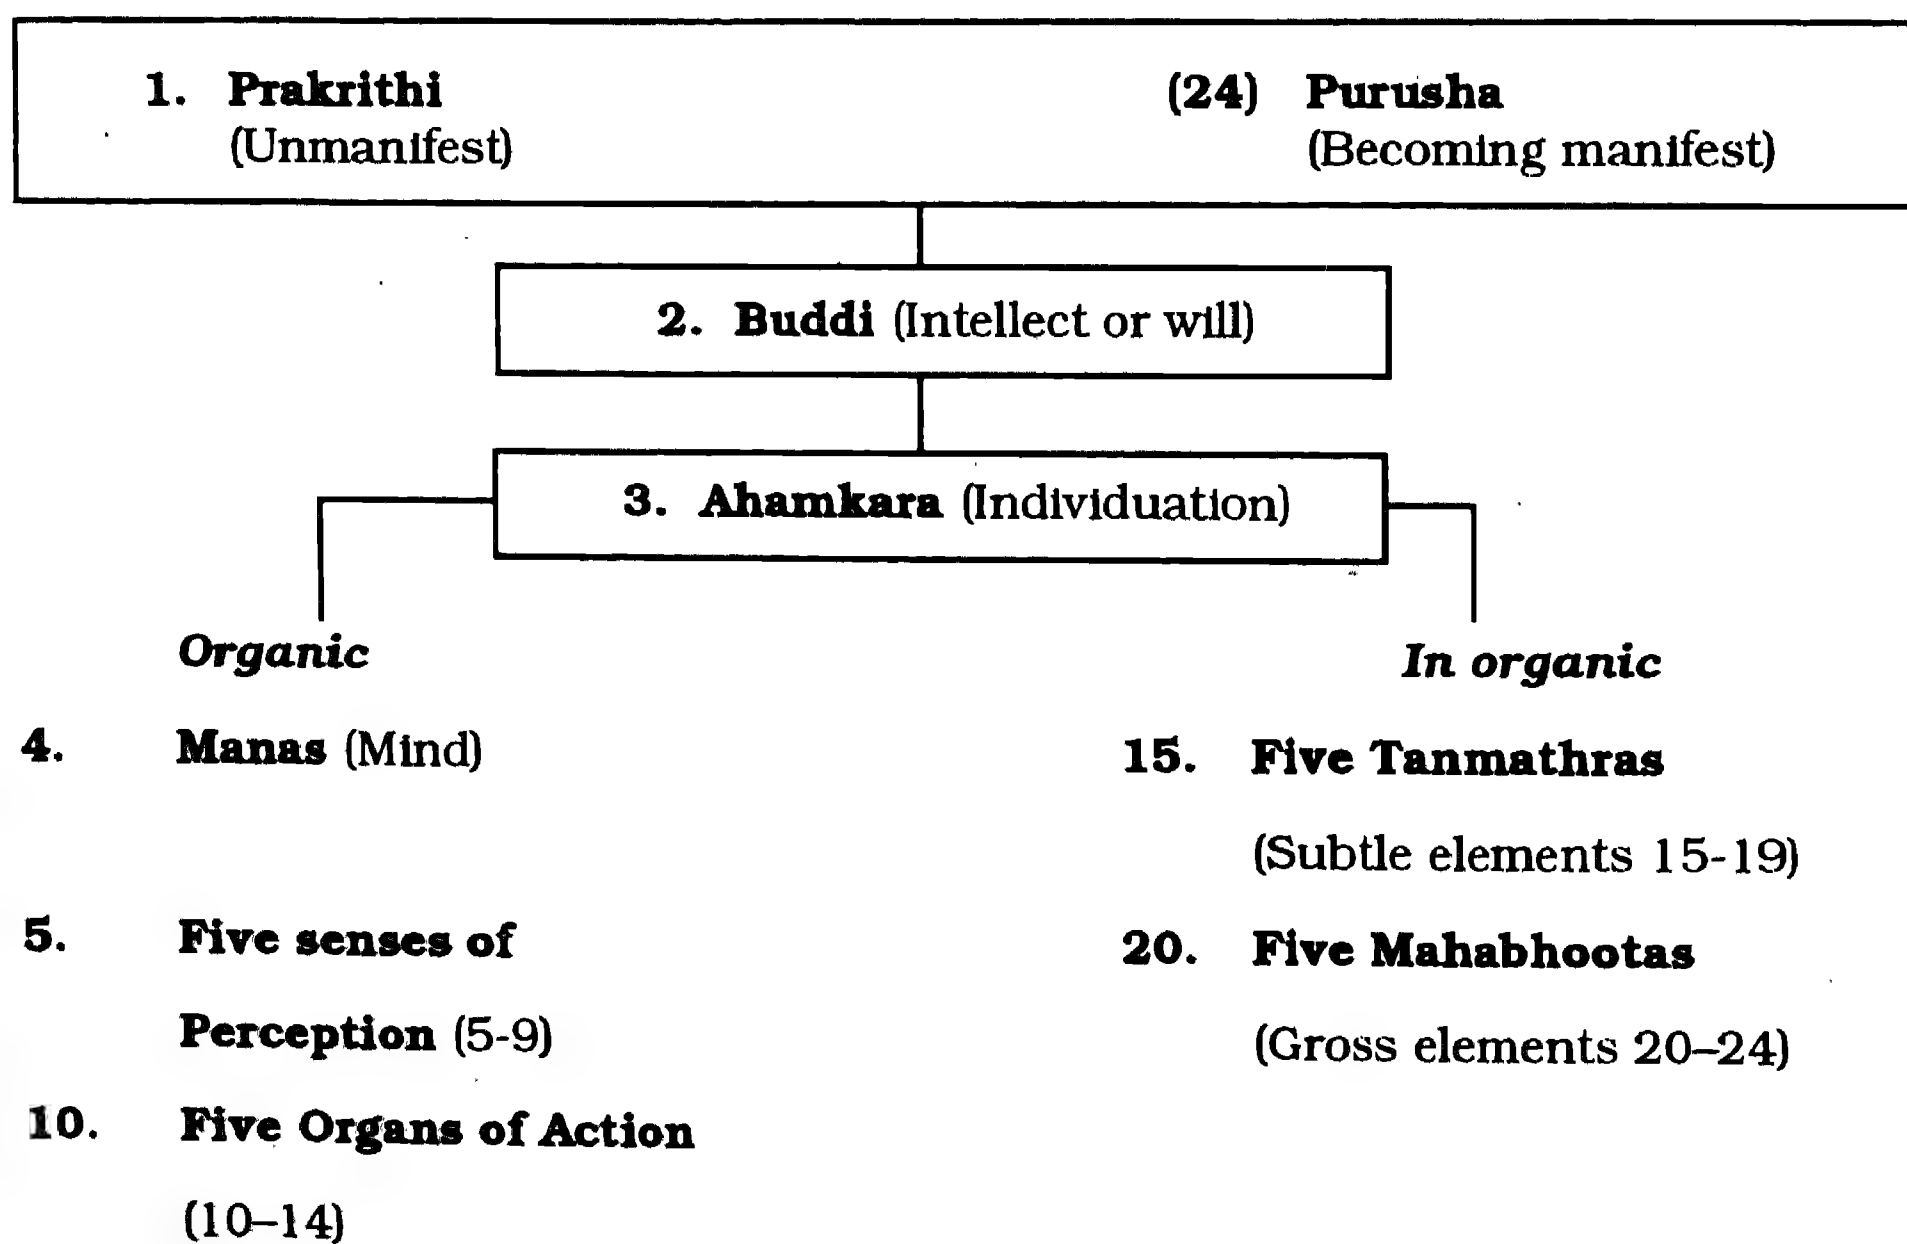 1. Prakrithi
(Unmanifest)
(24) Purusha
(Becoming manifest)
2. Buddi (Intellect or will)
3. Ahamkara (Individuation)
Organic
4. Manas (Mind)
5. Five senses of
Perception (5-9)
10. Five Organs of Action
(10–14)
In organic
15. Five Tanmathras
(Subtle elements 15-19)
20. Five Mahabhootas
(Gross elements 20–24)